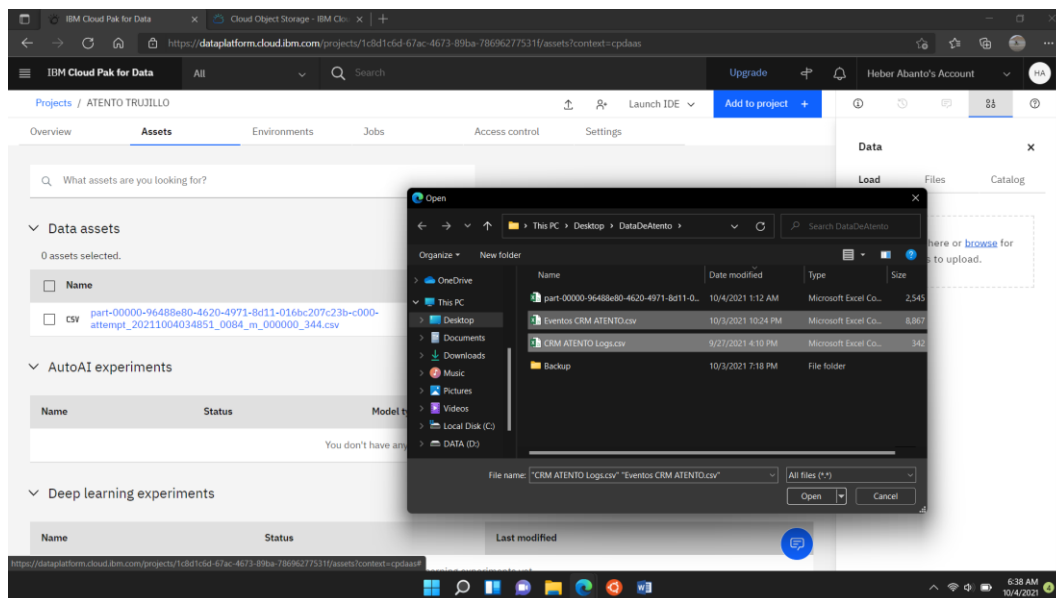 IBM Cloud Pak for Data
Cloud Object Storage - IBM Clo
https://dataplatform.cloud.ibm.com/projects/1c8d1c6d-67ac-4673-89ba-78696277531f/assets?context=cpdaas
IBM Cloud Pak for Data All Search Upgrade Heber Abanto's Account HA
Projects / ATENTO TRUJILLO Launch IDE Add to project +
Overview Assets Environments Jobs Access control Settings
Data
What assets are you looking for?
Load Files Catalog
here or browse for
s to upload.
Data assets
0 assets selected.
Name
CSV part-00000-96488e80-4620-4971-8d11-016bc207c23b-c000-
attempt_20211004034851_0084_m_000000_344.csv
AutoAI experiments
Name Status Model t
You don't have any
Deep learning experiments
Name Status Last modified
Open
This PC > Desktop > DataDeAtento >
Search DataDeAtento
Organize New folder
Name Date modified Type Size
part-00000-96488e80-4620-4971-8d11-0... 10/4/2021 1:12 AM Microsoft Excel Co... 2,545
Eventos CRM ATENTO.csv 10/3/2021 10:24 PM Microsoft Excel Co... 8,867
CRM ATENTO Logs.csv 9/27/2021 4:10 PM Microsoft Excel Co... 342
Backup 10/3/2021 7:18 PM File folder
OneDrive
This PC
Desktop
Documents
Downloads
Music
Pictures
Videos
Local Disk (C:)
DATA (D:)
File name: "CRM ATENTO Logs.csv" "Eventos CRM ATENTO.csv" All files (*.*)
Open Cancel
https://dataplatform.cloud.ibm.com/projects/1c8d1c6d-67ac-4673-89ba-78696277531f/assets?context=cpdaas#
6:38 AM
10/4/2021